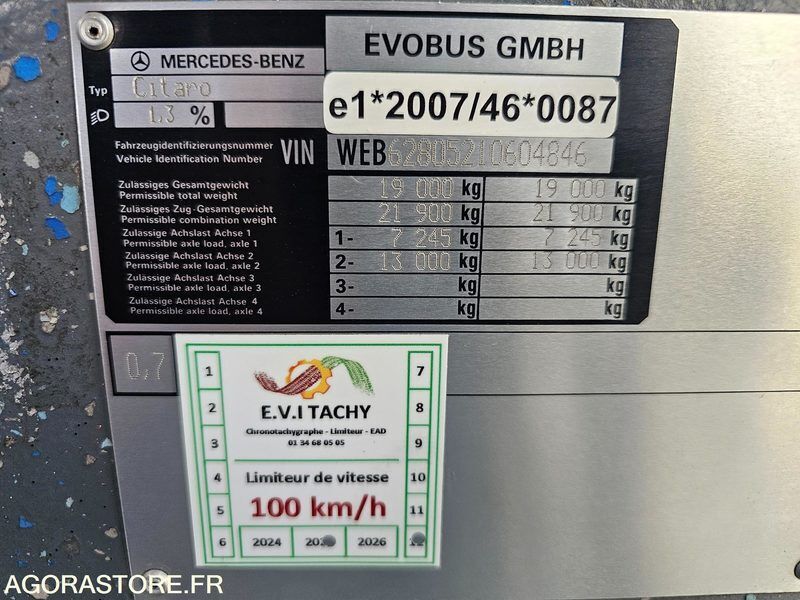 EVOBUS GMBH
MERCEDES-BENZ
Typ Citaro
e1*2007/46*0087
1,3 %
Fahrzeugidentifizierungsnummer
Vehicle Identification Number VIN WEB62805210604846
Zulässiges Gesamtgewicht
Permissible total weight 19 000 kg 19 000 kg
Zulässiges Zug-Gesamtgewicht
Permissible combination weight 21 900 kg 21 900 kg
Zulässige Achslast Achse 1
Permissible axle load, axle 1 1- 7 245 kg 7 245 kg
Zulässige Achslast Achse 2
Permissible axle load, axle 2 2- 13 000 kg 13 000 kg
Zulässige Achslast Achse 3
Permissible axle load, axle 3 3- kg kg
Zulässige Achslast Achse 4
Permissible axle load, axle 4 4- kg kg
0,7
1 7
E.V.I TACHY
2 8
Chronotachygraphe - Limiteur - EAD
3 01 34 68 05 05 9
4 Limiteur de vitesse 10
5 100 km/h 11
6 2024 2026
AGORASTORE.FR